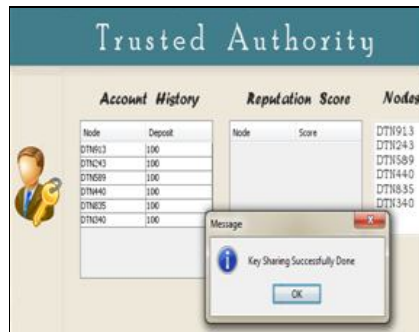 Trusted Authority
Account History
Reputation Score
Nodes
Node Deposit
DTN913 100
DTN243 100
DTN589 100
DTN440 100
DTN835 100
DTN340 100
Node Score
DTN913
DTN243
DTN589
DTN440
DTN835
DTN340
Message
Key Sharing Successfully Done
OK